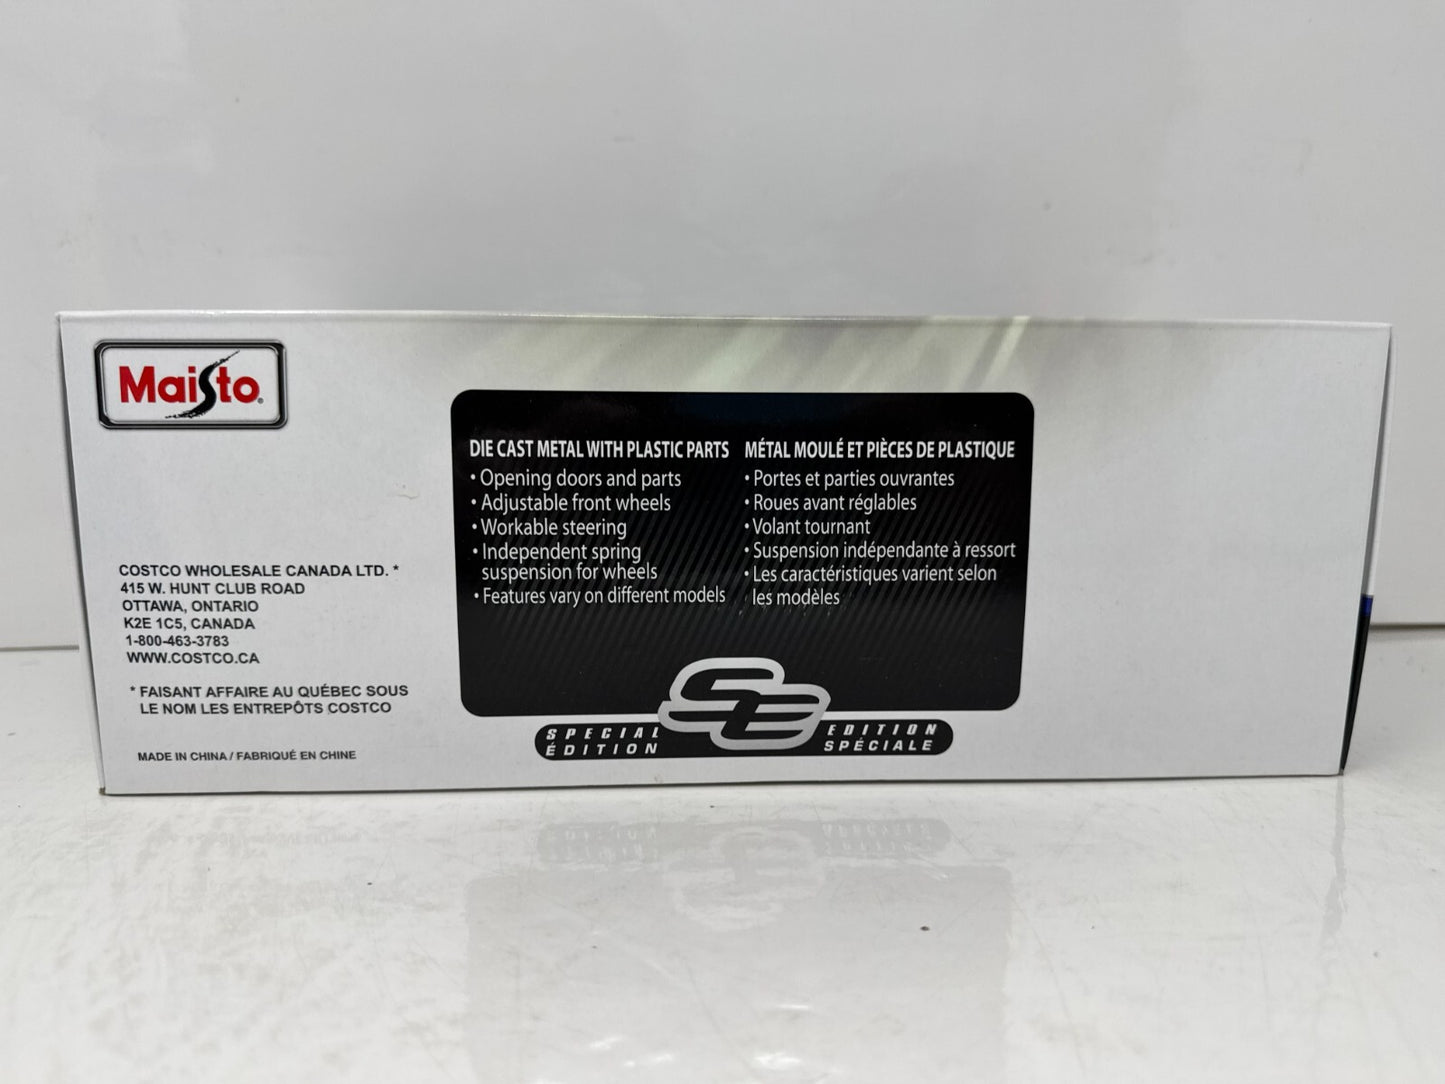 Maisto®
COSTCO WHOLESALE CANADA LTD. *
415 W. HUNT CLUB ROAD
OTTAWA, ONTARIO
K2E 1C5, CANADA
1-800-463-3783
WWW.COSTCO.CA
* FAISANT AFFAIRE AU QUÉBEC SOUS
LE NOM LES ENTREPÔTS COSTCO
MADE IN CHINA / FABRIQUÉ EN CHINE
DIE CAST METAL WITH PLASTIC PARTS
• Opening doors and parts
• Adjustable front wheels
• Workable steering
• Independent spring
suspension for wheels
• Features vary on different models
MÉTAL MOULÉ ET PIÈCES DE PLASTIQUE
• Portes et parties ouvrantes
• Roues avant réglables
• Volant tournant
• Suspension indépendante à ressort
• Les caractéristiques varient selon
les modèles
SPECIAL
ÉDITION
SE
EDITION
SPÉCIALE